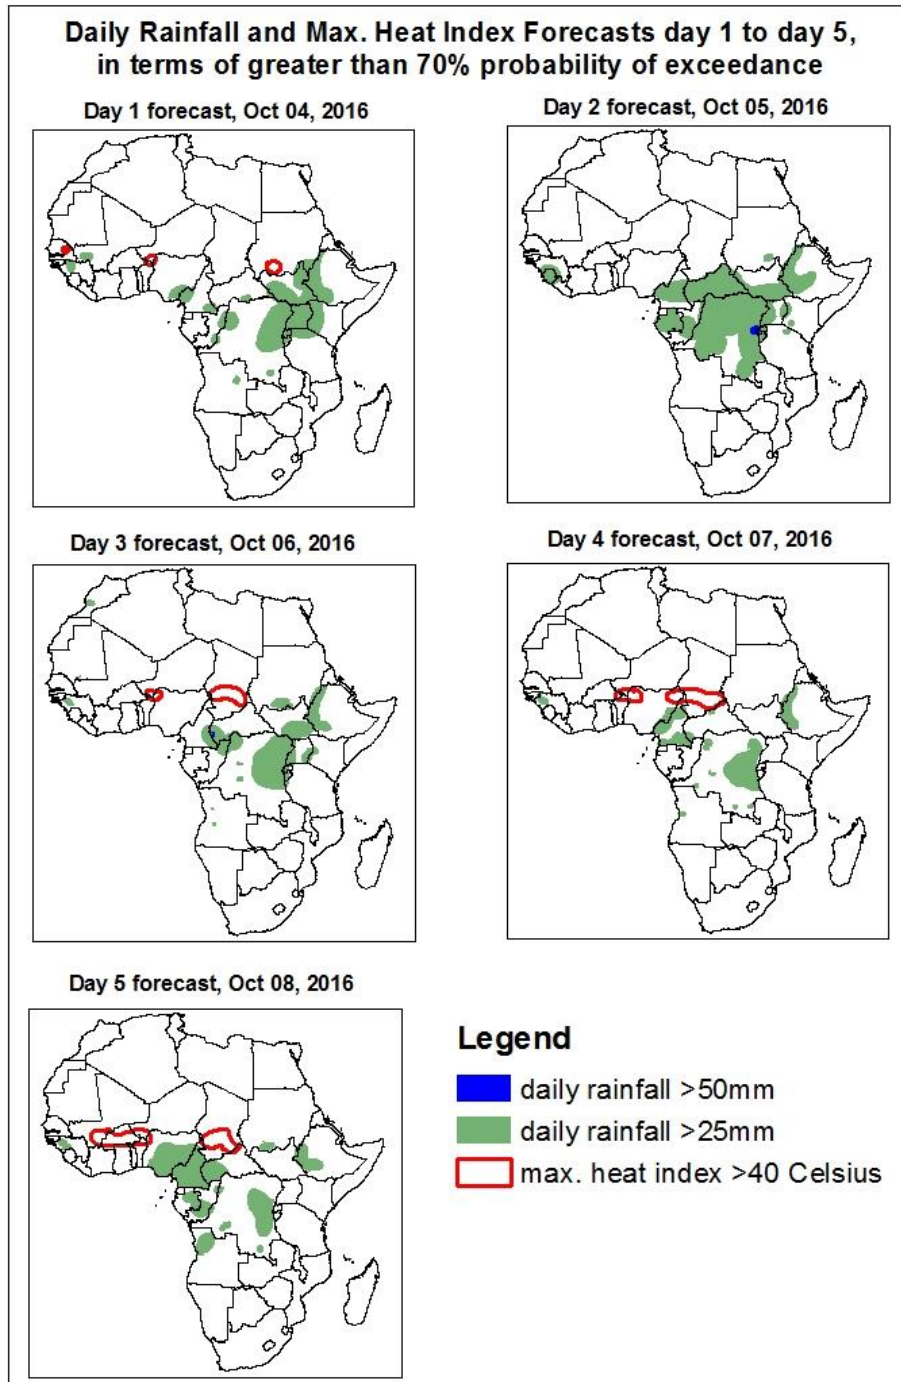 Daily Rainfall and Max. Heat Index Forecasts day 1 to day 5,
in terms of greater than 70% probability of exceedance
Day 1 forecast, Oct 04, 2016
Day 2 forecast, Oct 05, 2016
Day 3 forecast, Oct 06, 2016
Day 4 forecast, Oct 07, 2016
Day 5 forecast, Oct 08, 2016
Legend
daily rainfall >50mm
daily rainfall >25mm
max. heat index >40 Celsius